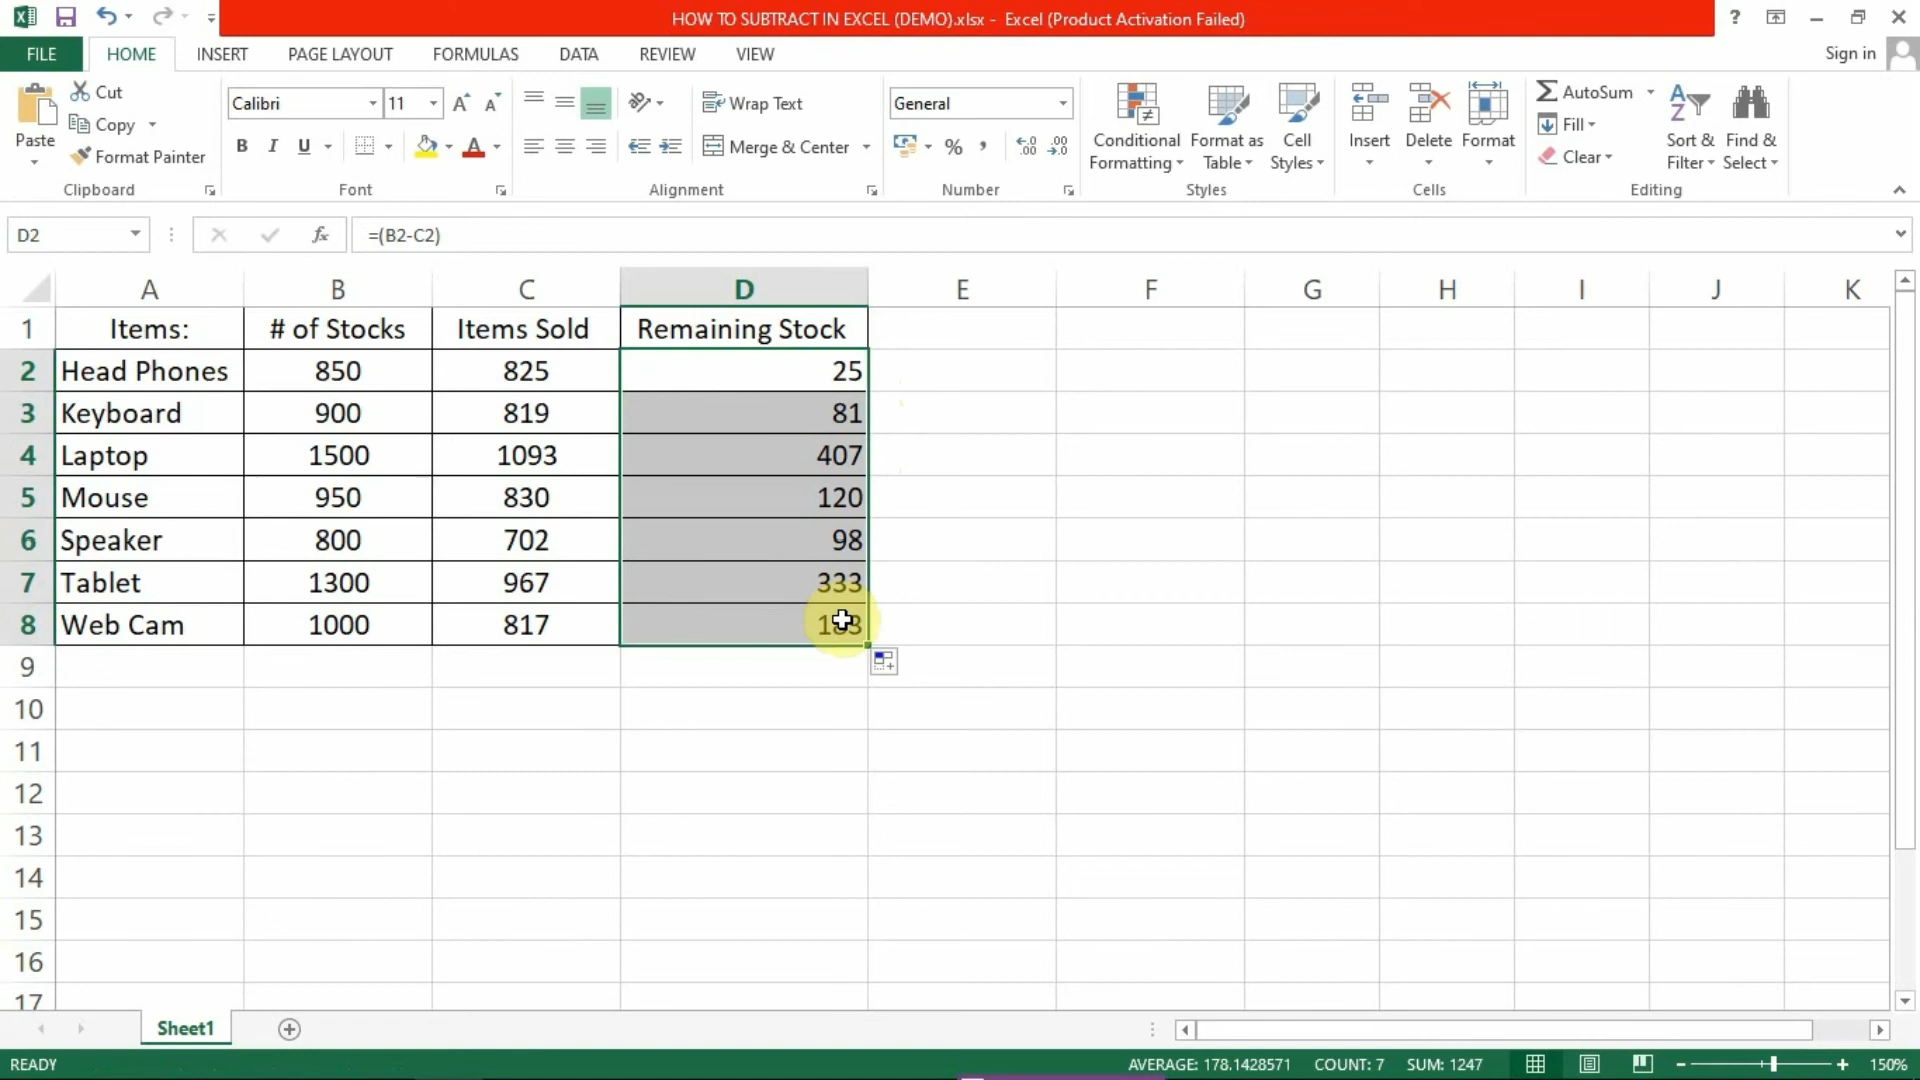 HOW TO SUBTRACT IN EXCEL (DEMO).xlsx - Excel (Product Activation Failed)
?
FILE HOME INSERT PAGE LAYOUT FORMULAS DATA REVIEW VIEW Sign in
Paste
Cut
Copy
Format Painter
Clipboard
Calibri 11
B I U
Font
Wrap Text
Merge & Center
Alignment
General
%
Number
Conditional Formatting
Format as Table
Cell Styles
Styles
Insert
Delete
Format
Cells
AutoSum
Fill
Clear
Sort & Filter
Find & Select
Editing
D2 fx =(B2-C2)
A B C D E F G H I J K
1 Items: # of Stocks Items Sold Remaining Stock
2 Head Phones 850 825 25
3 Keyboard 900 819 81
4 Laptop 1500 1093 407
5 Mouse 950 830 120
6 Speaker 800 702 98
7 Tablet 1300 967 333
8 Web Cam 1000 817 183
9
10
11
12
13
14
15
16
17
Sheet1
READY AVERAGE: 178.1428571 COUNT: 7 SUM: 1247 150%